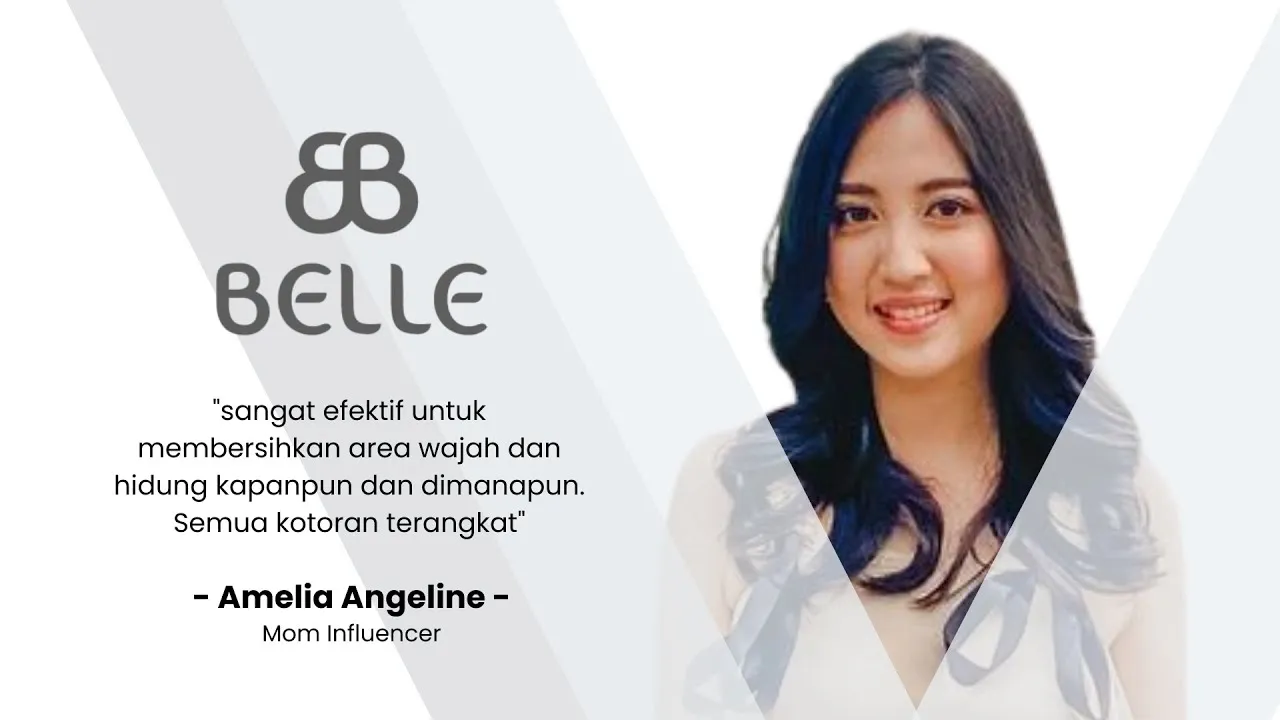 BELLE
"sangat efektif untuk
membersihkan area wajah dan
hidung kapanpun dan dimanapun.
Semua kotoran terangkat"
- Amelia Angeline -
Mom Influencer